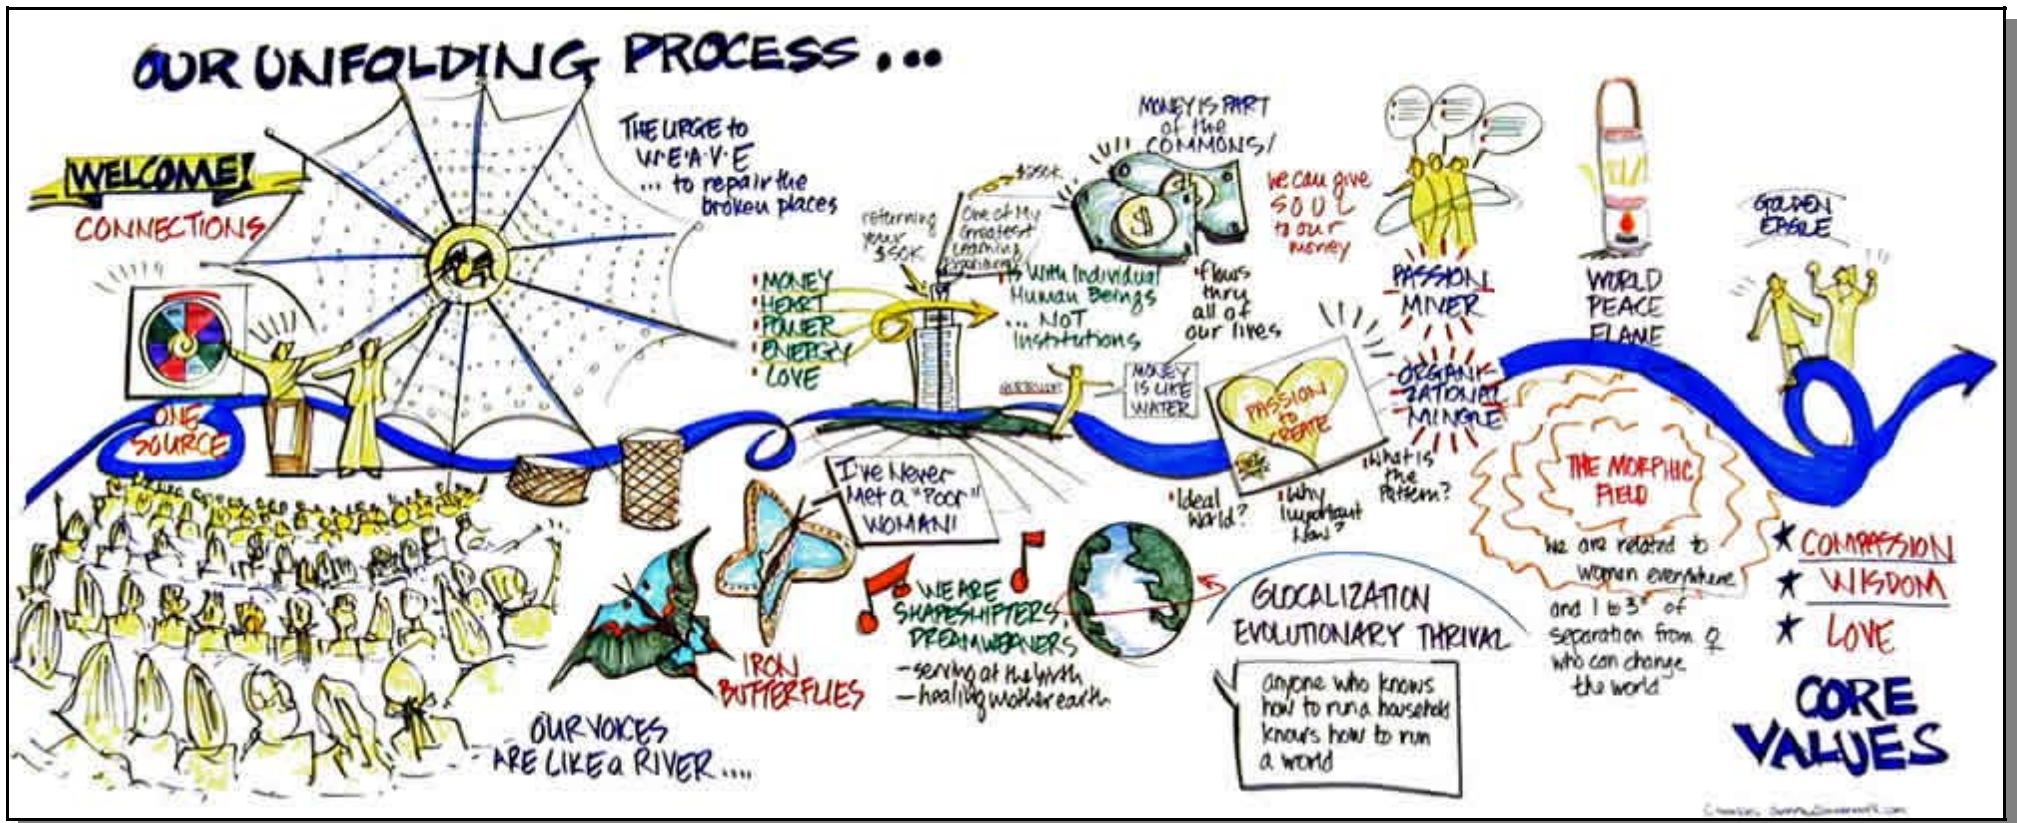 OUR UNFOLDING PROCESS...
WELCOME!
CONNECTIONS
ONE
SOURCE
THE URGE to
W·E·A·V·E
... to repair the
broken places
OUR VOICES
ARE LIKE a RIVER....
MONEY
HEART
POWER
ENERGY
LOVE
returning
your
$50K
$250K
One of My
Greatest
Learning
is With Individual
Human Beings
... NOT
Institutions
MONEY IS PART
of the
COMMONS!
flows
thru
all of
our lives
MONEY
IS LIKE
WATER
We can give
SOUL
to our
money
I've Never
Met a "Poor"
WOMAN!
IRON
BUTTERFLIES
WE ARE
SHAPESHIFTERS,
DREAMWEAVERS
- serving at the birth
- healing mother earth
PASSION
to
CREATE
Ideal
World?
Why
Important
Now?
What is
the
Pattern?
GLOCALIZATION
EVOLUTIONARY THRIVAL
anyone who knows
how to run a household
knows how to run
a world
PASSION
MIXER
ORGANI-
ZATIONAL
MINGLE
WORLD
PEACE
FLAME
THE MORPHIC
FIELD
We are related to
women everywhere
and 1 to 3° of
separation from ♀
who can change
the world
GOLDEN
EAGLE
★ COMPASSION
★ WISDOM
★ LOVE
CORE
VALUES